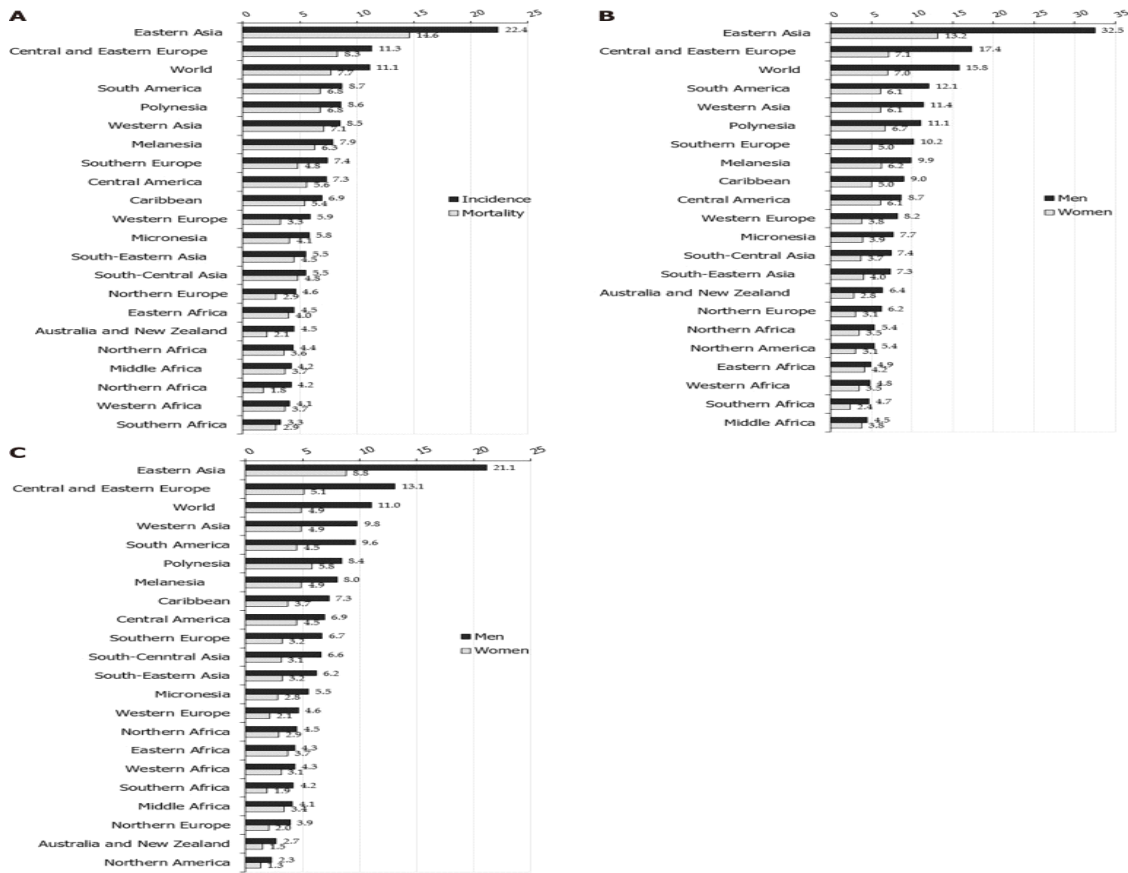 A
0 5 10 15 20 25
Eastern Asia 22.4
14.6
Central and Eastern Europe 11.3
8.3
World 11.1
7.7
South America 8.7
6.8
Polynesia 8.6
6.8
Western Asia 8.5
7.1
Melanesia 7.9
6.3
Southern Europe 7.4
4.8
Central America 7.3
5.6
Caribbean 6.9
5.4
Western Europe 5.9
3.3
Micronesia 5.8
4.1
South-Eastern Asia 5.5
4.5
South-Central Asia 5.5
4.8
Northern Europe 4.6
2.9
Eastern Africa 4.5
4.0
Australia and New Zealand 4.5
2.1
Northern Africa 4.4
3.6
Middle Africa 4.2
3.7
Northern Africa 4.2
1.8
Western Africa 4.1
3.7
Southern Africa 3.3
2.9
Incidence
Mortality
B
0 5 10 15 20 25 30 35
Eastern Asia 32.5
13.2
Central and Eastern Europe 17.4
7.1
World 15.8
7.0
South America 12.1
6.1
Western Asia 11.4
6.1
Polynesia 11.1
6.7
Southern Europe 10.2
5.0
Melanesia 9.9
6.2
Caribbean 9.0
5.0
Central America 8.7
6.1
Western Europe 8.2
3.8
Micronesia 7.7
3.9
South-Central Asia 7.4
3.7
South-Eastern Asia 7.3
4.0
Australia and New Zealand 6.4
2.8
Northern Europe 6.2
3.1
Northern Africa 5.4
3.5
Northern America 5.4
3.1
Eastern Africa 4.9
4.2
Western Africa 4.8
3.5
Southern Africa 4.7
2.4
Middle Africa 4.5
3.8
Men
Women
C
0 5 10 15 20 25
Eastern Asia 21.1
8.8
Central and Eastern Europe 13.1
5.1
World 11.0
4.9
Western Asia 9.8
4.9
South America 9.6
4.5
Polynesia 8.4
5.8
Melanesia 8.0
4.9
Caribbean 7.3
3.7
Central America 6.9
4.5
Southern Europe 6.7
3.2
South-Cenntral Asia 6.6
3.1
South-Eastern Asia 6.2
3.2
Micronesia 5.5
2.8
Western Europe 4.6
2.1
Northern Africa 4.5
2.9
Eastern Africa 4.3
3.7
Western Africa 4.3
3.1
Southern Africa 4.2
1.9
Middle Africa 4.1
3.4
Northern Europe 3.9
2.0
Australia and New Zealand 2.7
1.5
Northern America 2.3
1.3
Men
Women